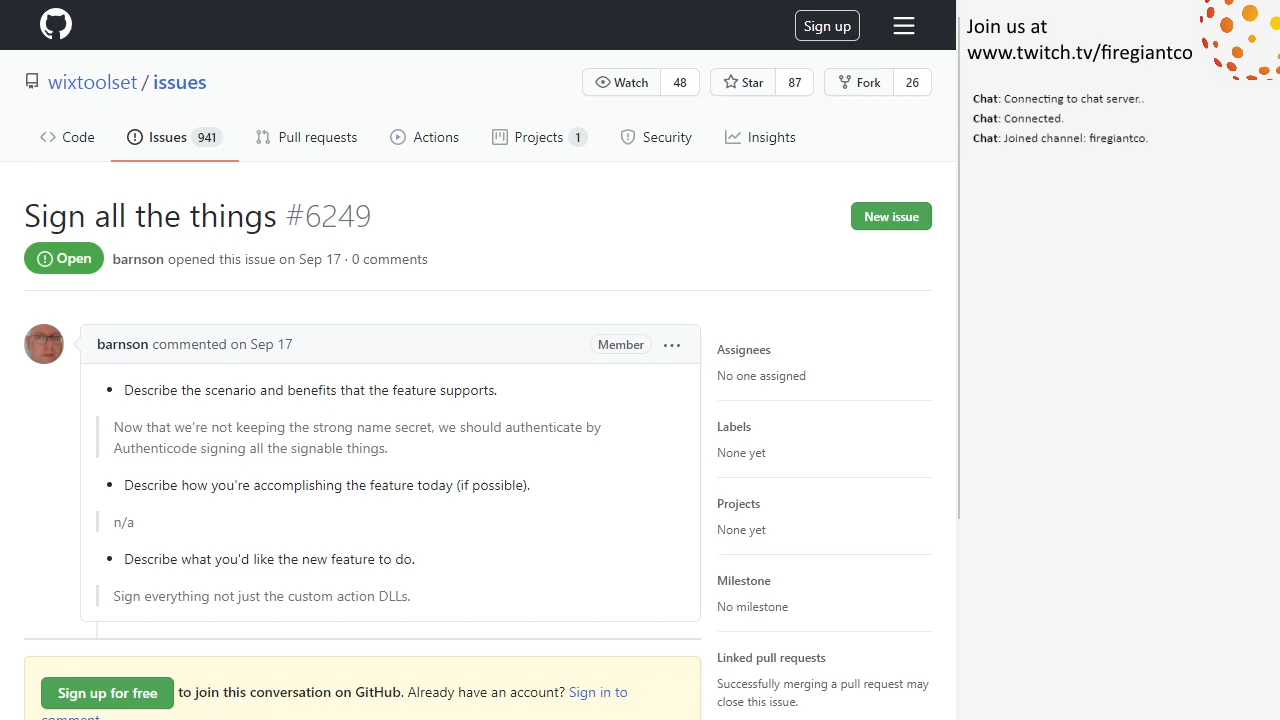 Sign up
Join us at
www.twitch.tv/firegiantco
wixtoolset / issues
Watch 48
Star 87
Fork 26
Chat: Connecting to chat server..
Chat: Connected.
Chat: Joined channel: firegiantco.
Code
Issues 941
Pull requests
Actions
Projects 1
Security
Insights
Sign all the things #6249
New issue
Open
barnson opened this issue on Sep 17 · 0 comments
barnson commented on Sep 17
Member
...
• Describe the scenario and benefits that the feature supports.
Now that we're not keeping the strong name secret, we should authenticate by
Authenticode signing all the signable things.
• Describe how you're accomplishing the feature today (if possible).
n/a
• Describe what you'd like the new feature to do.
Sign everything not just the custom action DLLs.
Assignees
No one assigned
Labels
None yet
Projects
None yet
Milestone
No milestone
Linked pull requests
Successfully merging a pull request may
close this issue.
Sign up for free to join this conversation on GitHub. Already have an account? Sign in to
comment